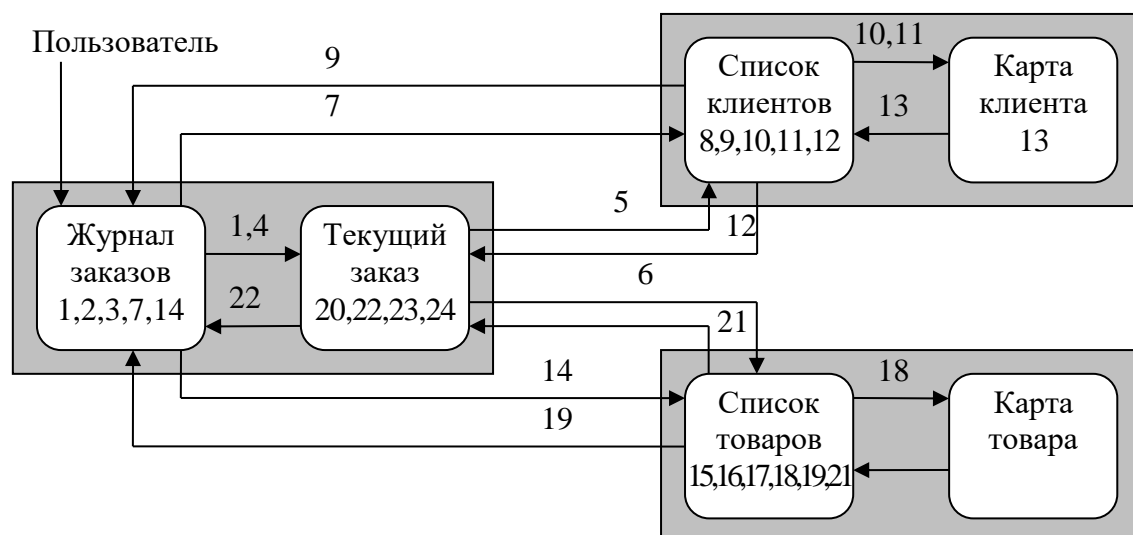 Пользователь
9
7
Список
клиентов
8,9,10,11,12
10,11
13
Карта
клиента
13
5
12
6
Журнал
заказов
1,2,3,7,14
1,4
22
Текущий
заказ
20,22,23,24
21
14
19
Список
товаров
15,16,17,18,19,21
18
Карта
товара